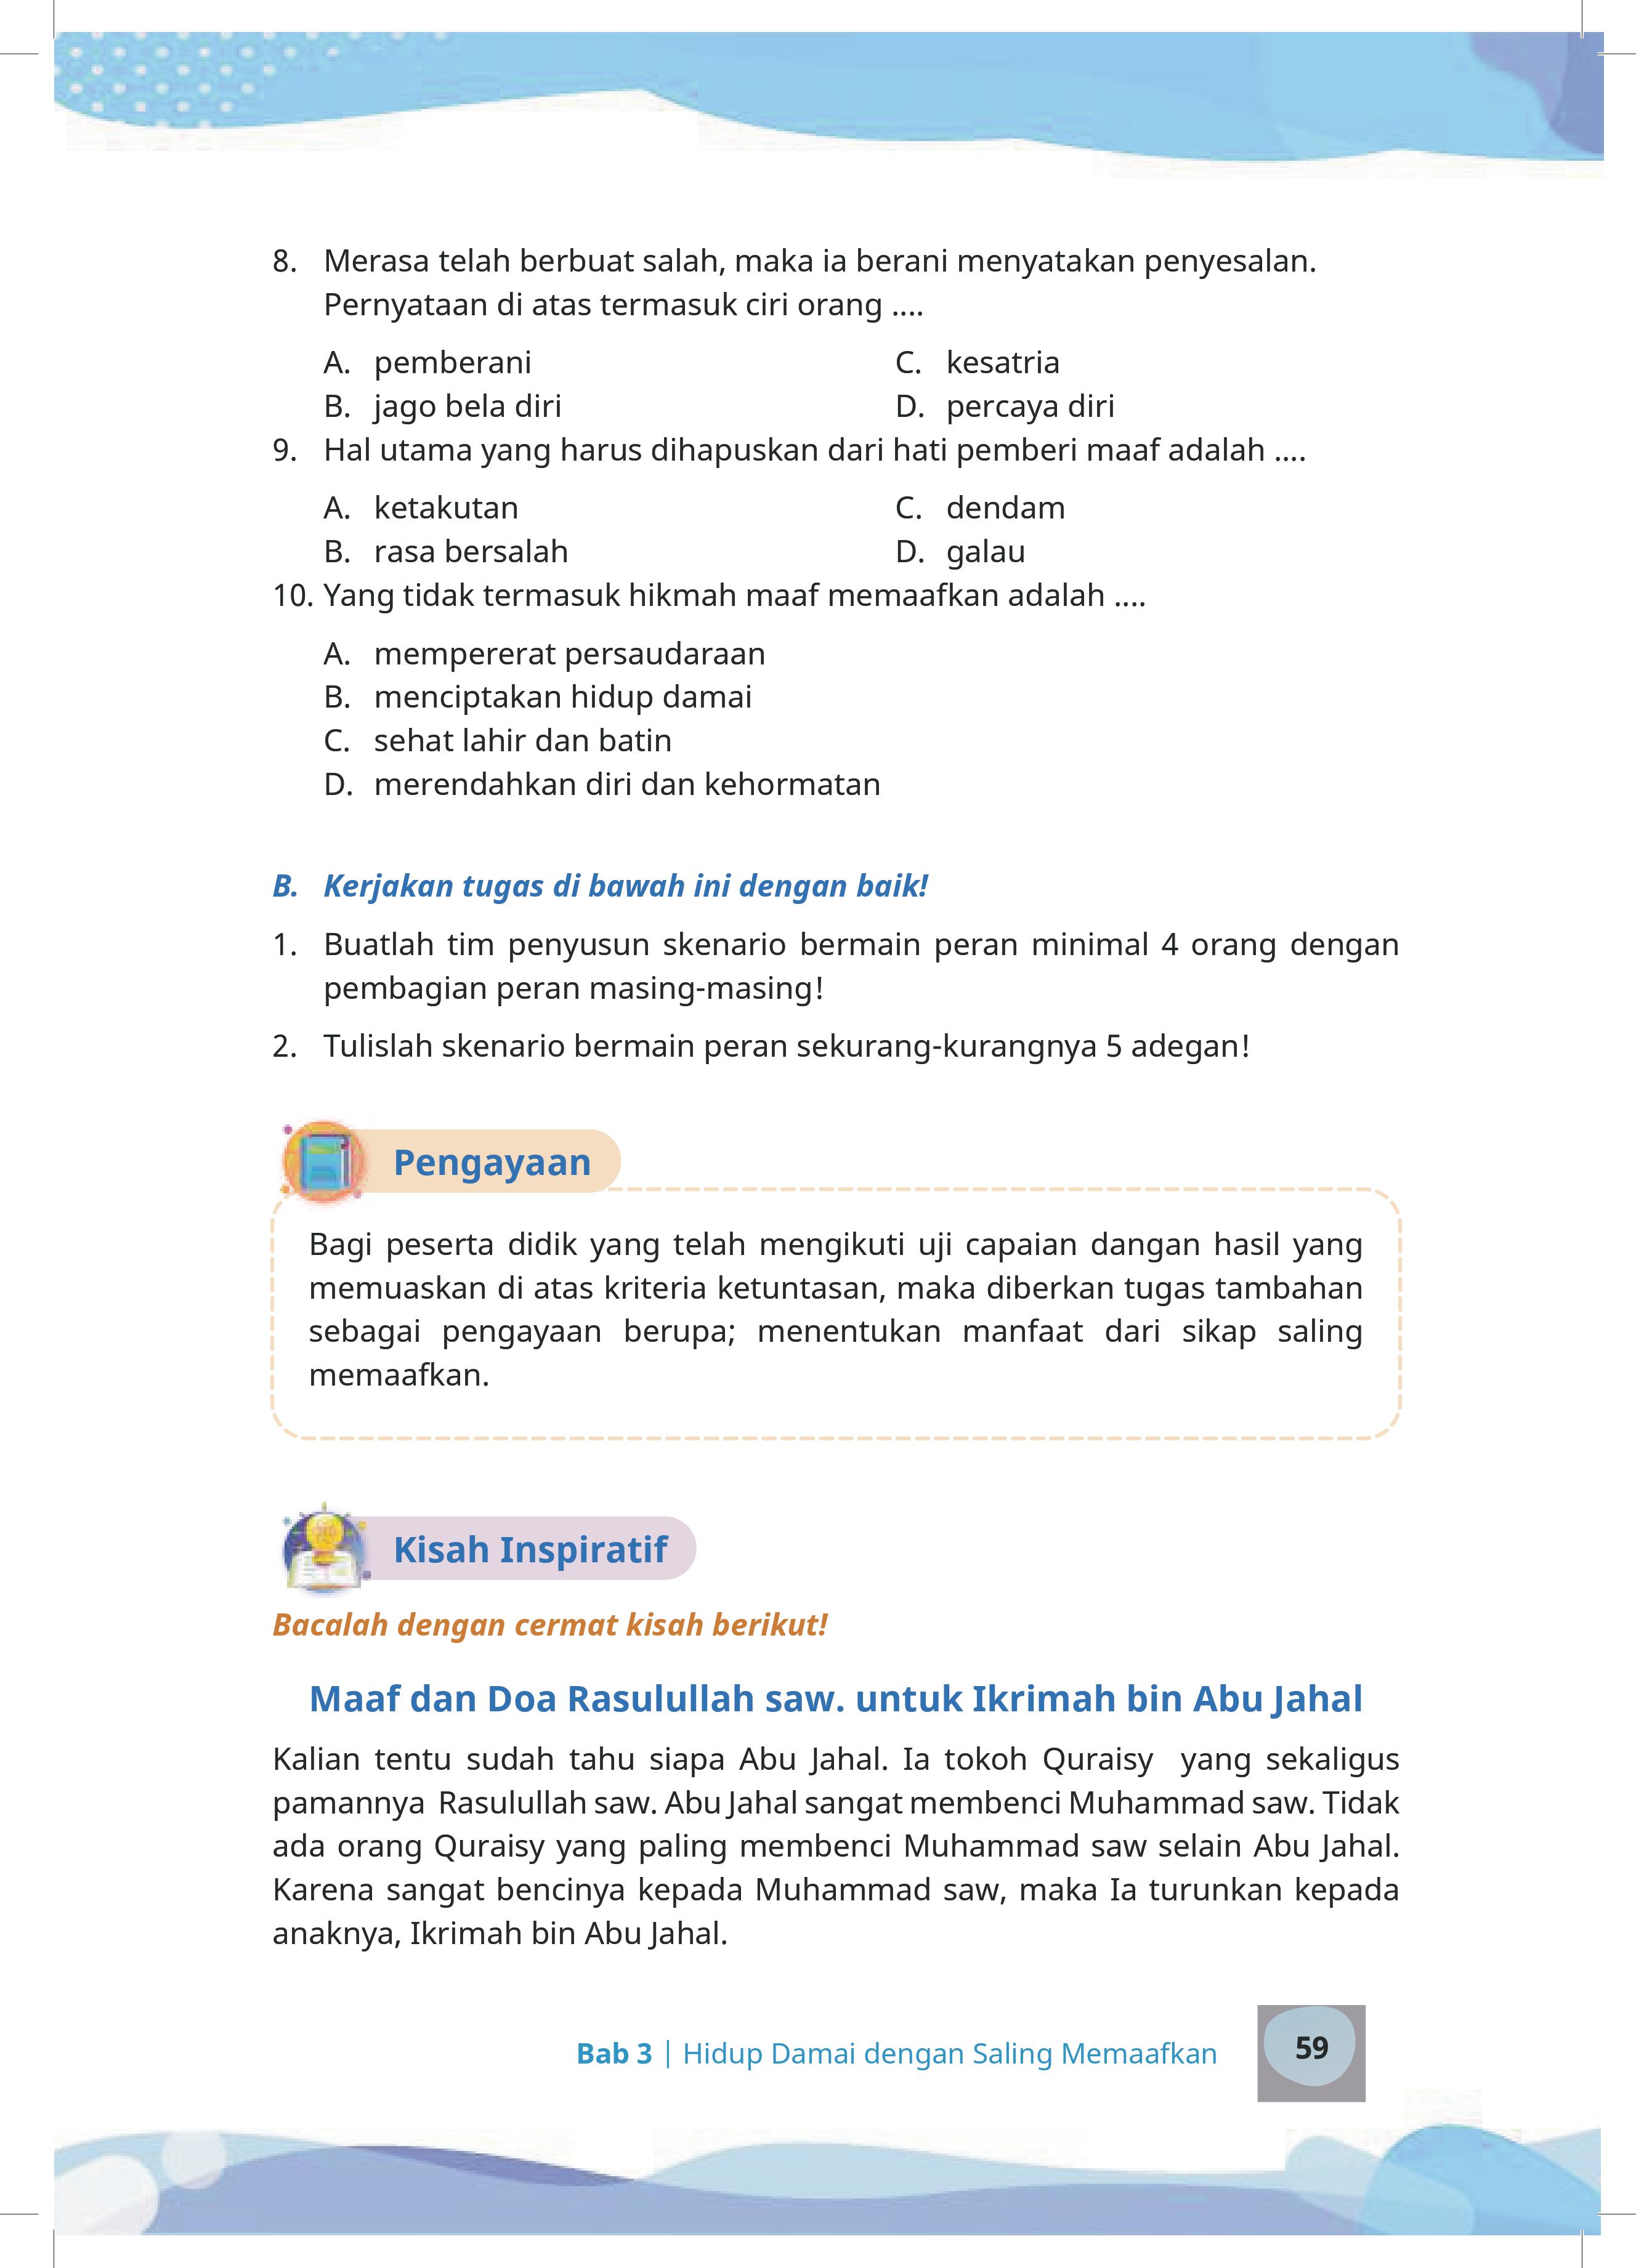 8. Merasa telah berbuat salah, maka ia berani menyatakan penyesalan.
Pernyataan di atas termasuk ciri orang ....
A. pemberani
C. kesatria
B. jago bela diri
D. percaya diri
9. Hal utama yang harus dihapuskan dari hati pemberi maaf adalah ....
A. ketakutan
C. dendam
B. rasa bersalah
D. galau
10. Yang tidak termasuk hikmah maaf memaafkan adalah ....
A. mempererat persaudaraan
B. menciptakan hidup damai
C. sehat lahir dan batin
D. merendahkan diri dan kehormatan
B. Kerjakan tugas di bawah ini dengan baik!
1. Buatlah tim penyusun skenario bermain peran minimal 4 orang dengan
pembagian peran masing-masing!
2. Tulislah skenario bermain peran sekurang-kurangnya 5 adegan!
Pengayaan
Bagi peserta didik yang telah mengikuti uji capaian dangan hasil yang
memuaskan di atas kriteria ketuntasan, maka diberkan tugas tambahan
sebagai pengayaan berupa; menentukan manfaat dari sikap saling
memaafkan.
Kisah Inspiratif
Bacalah dengan cermat kisah berikut!
Maaf dan Doa Rasulullah saw. untuk Ikrimah bin Abu Jahal
Kalian tentu sudah tahu siapa Abu Jahal. Ia tokoh Quraisy yang sekaligus
pamannya Rasulullah saw. Abu Jahal sangat membenci Muhammad saw. Tidak
ada orang Quraisy yang paling membenci Muhammad saw selain Abu Jahal.
Karena sangat bencinya kepada Muhammad saw, maka Ia turunkan kepada
anaknya, Ikrimah bin Abu Jahal.
Bab 3 | Hidup Damai dengan Saling Memaafkan
59